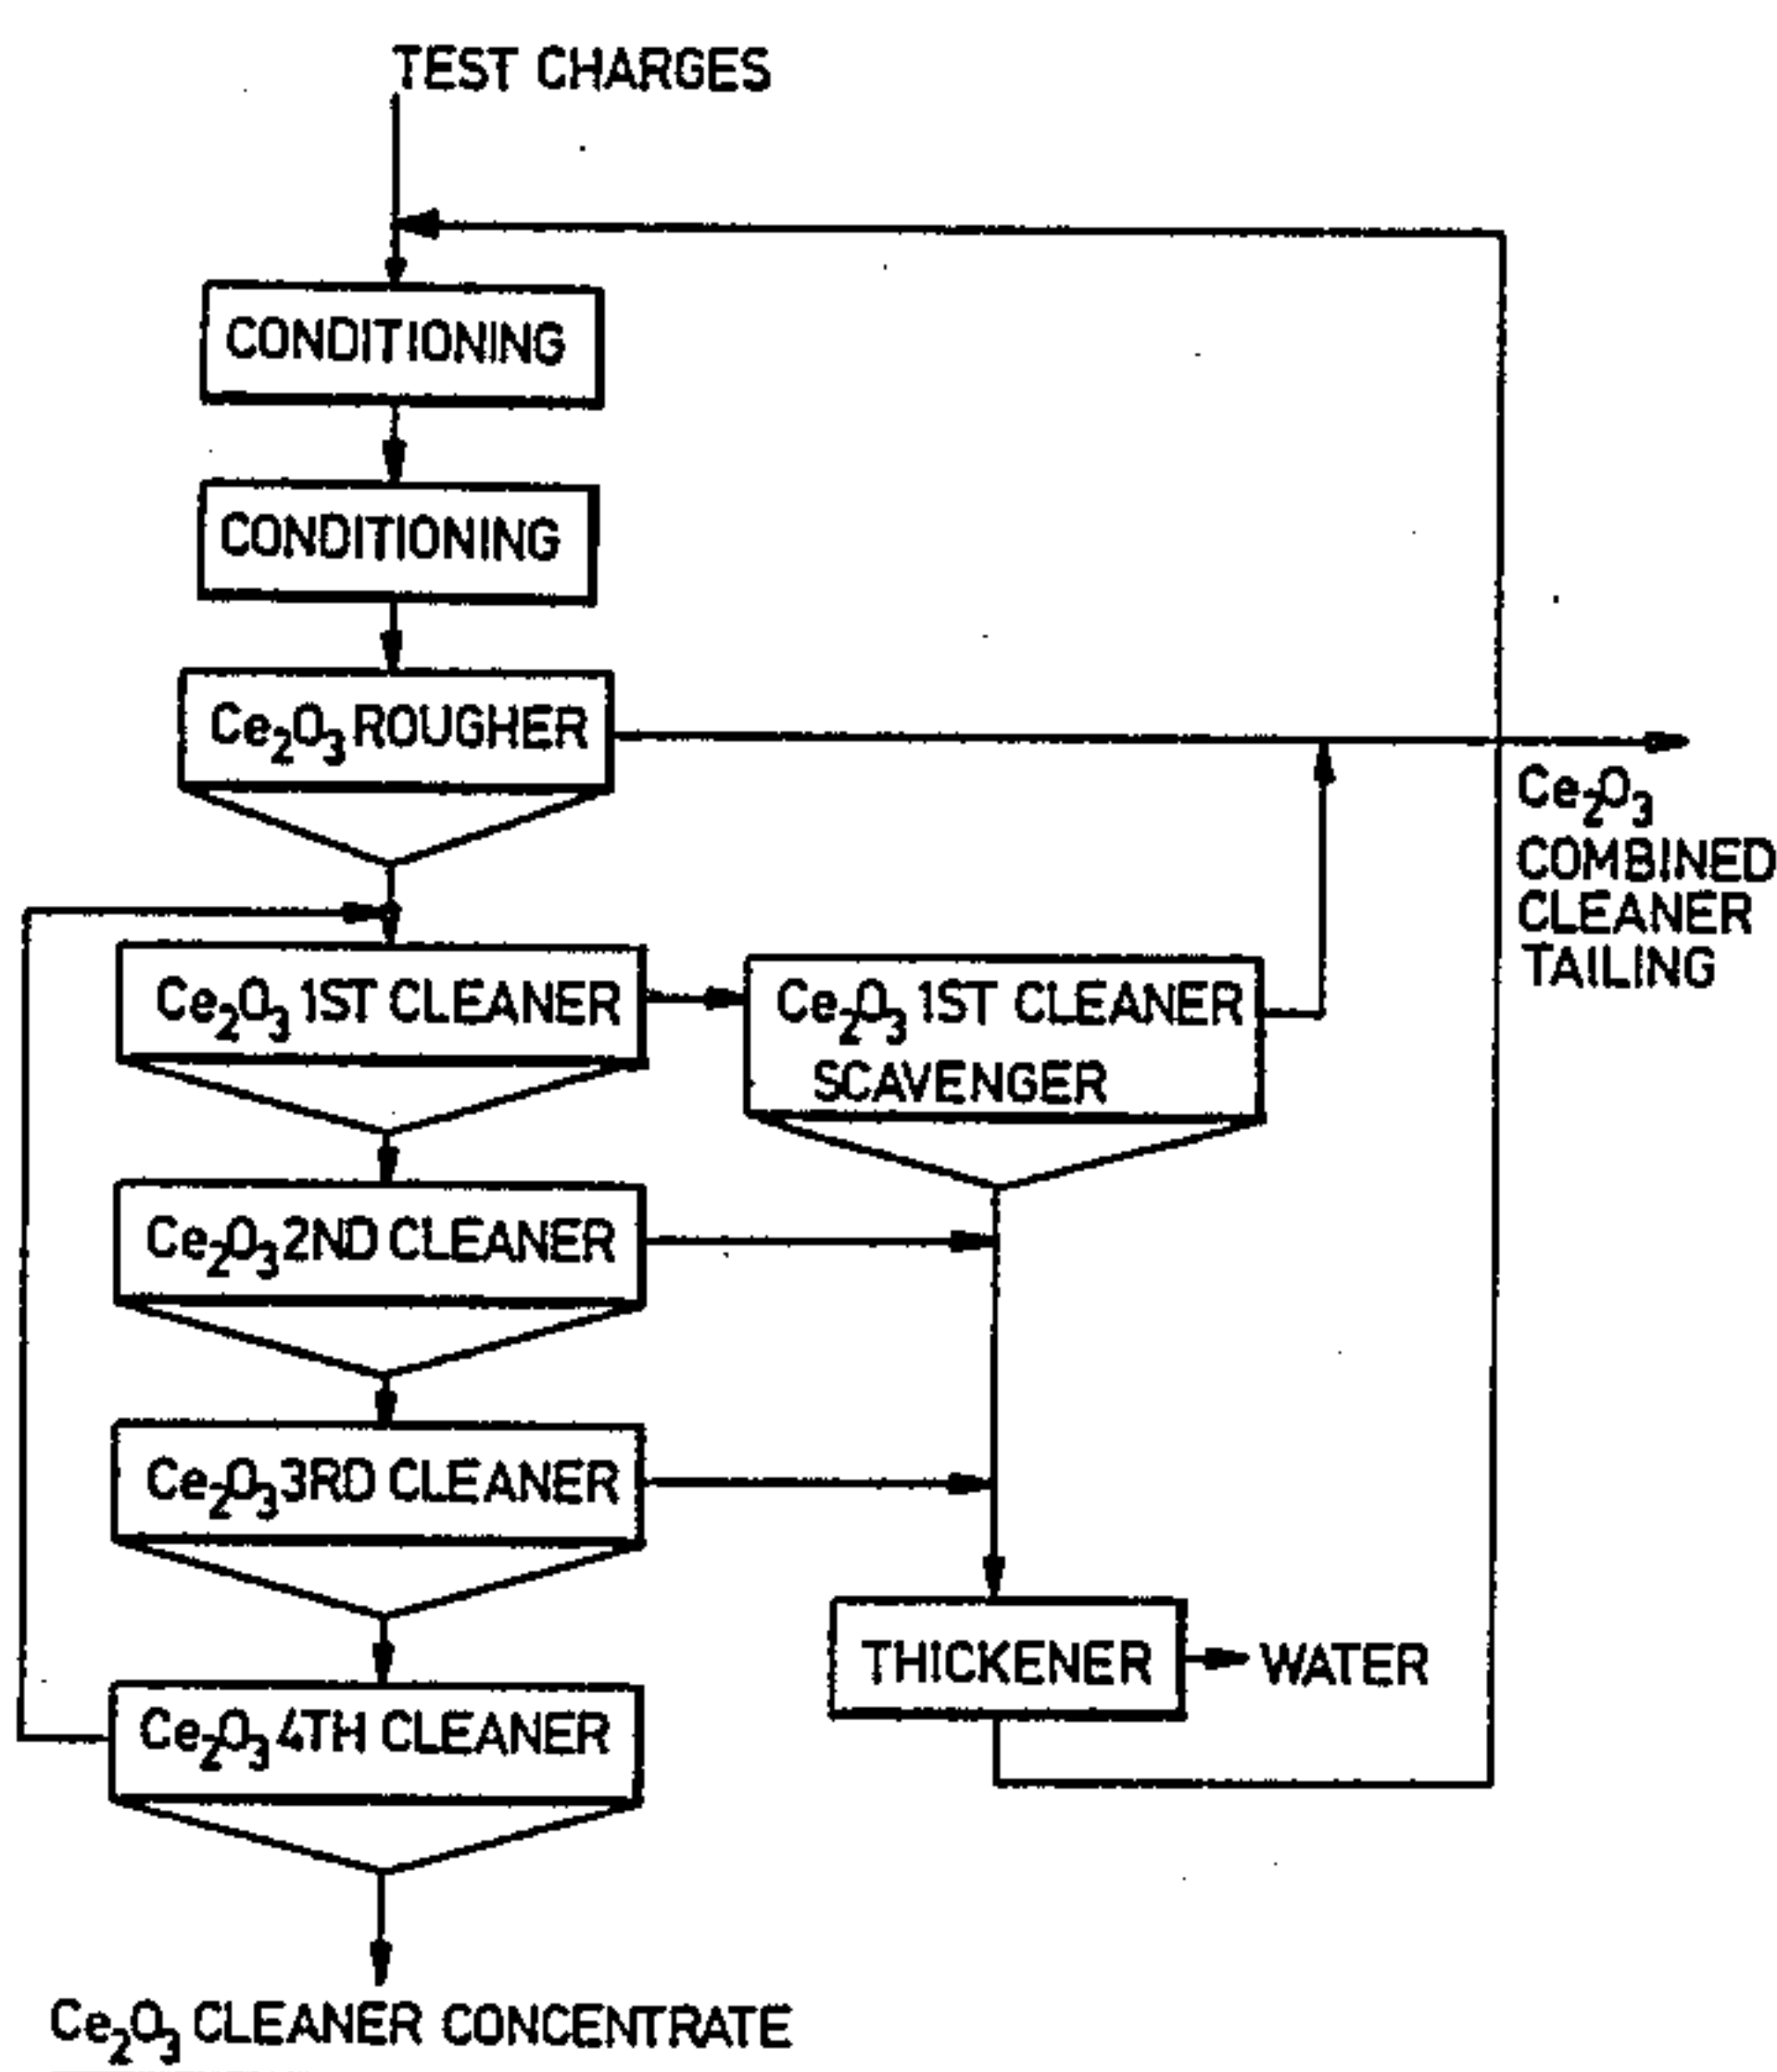 TEST CHARGES
CONDITIONING
CONDITIONING
Ce₂O₃ ROUGHER
Ce₂O₃
COMBINED
CLEANER
TAILING
Ce₂O₃ 1ST CLEANER
Ce₂O₃ 1ST CLEANER
SCAVENGER
Ce₂O₃ 2ND CLEANER
Ce₂O₃ 3RD CLEANER
THICKENER
WATER
Ce₂O₃ 4TH CLEANER
Ce₂O₃ CLEANER CONCENTRATE